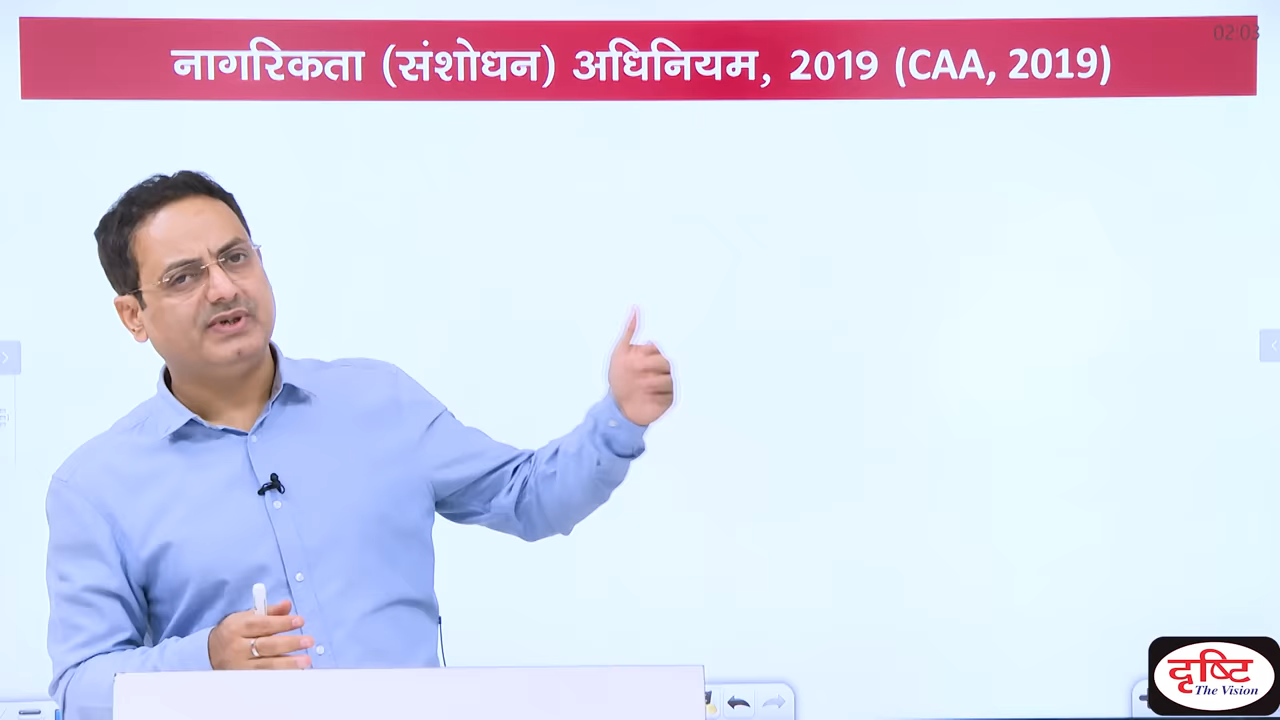 नागरिकता (संशोधन) अधिनियम, 2019 (CAA, 2019)
02:03
दृष्टि
The Vision